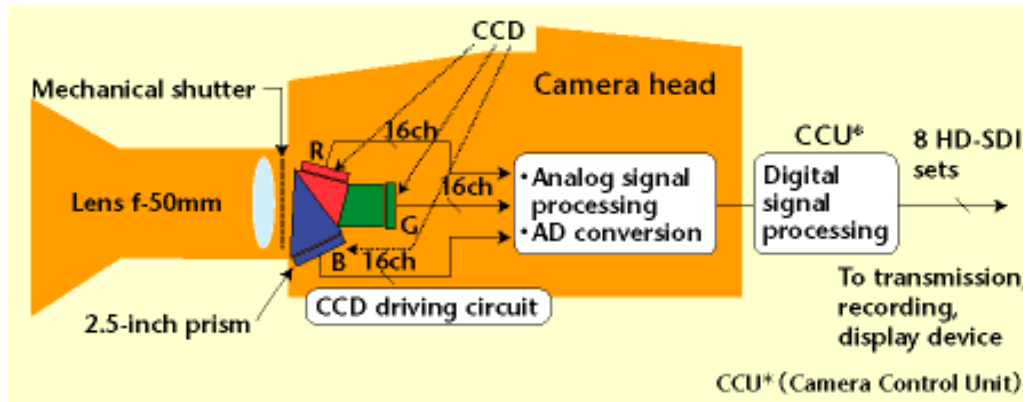 CCD
Mechanical shutter
Camera head
16ch
R
CCU*
8 HD-SDI
sets
Lens f-50mm
16ch
・Analog signal
processing
・AD conversion
Digital
signal
processing
G
B
16ch
2.5-inch prism
CCD driving circuit
To transmission,
recording,
display device
CCU* (Camera Control Unit)